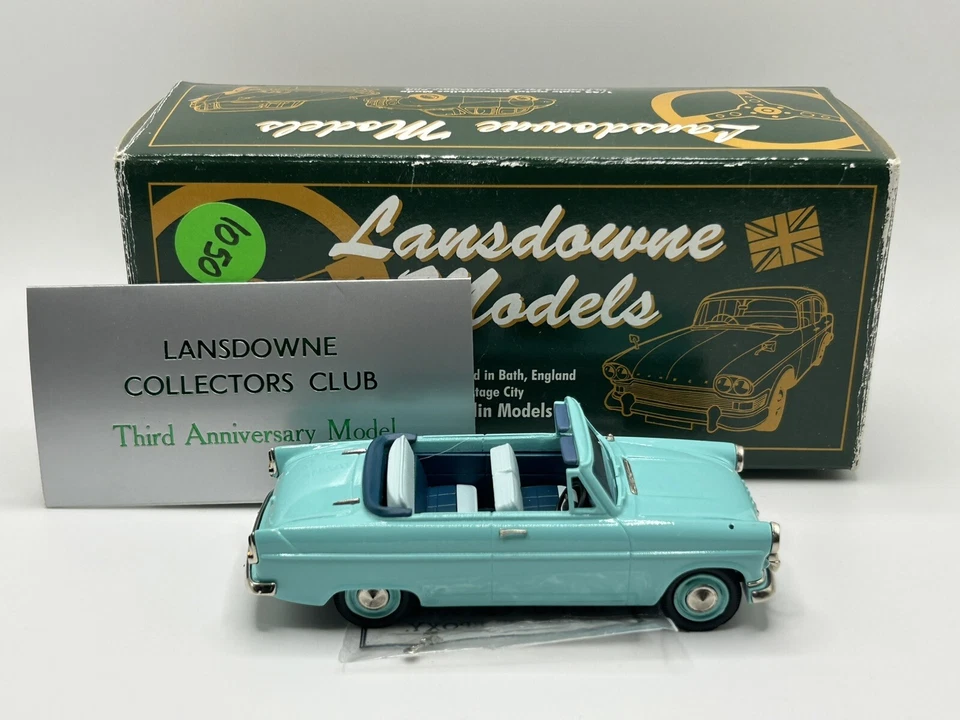 Lansdowne Models
1050
Lansdowne
Models
d in Bath, England
tage City
lin Models
LANSDOWNE
COLLECTORS CLUB
Third Anniversary Model